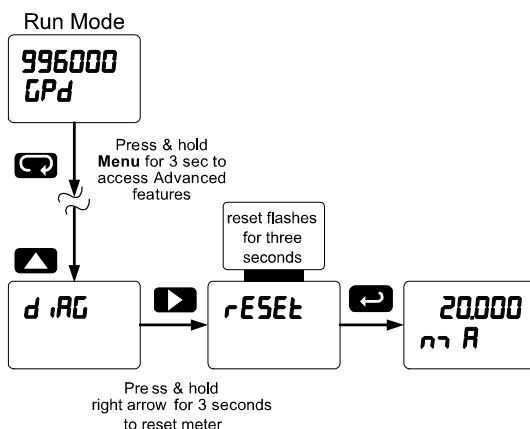 Run Mode
996000
GPd
Press & hold
Menu for 3 sec to
access Advanced
features
reset flashes
for three
seconds
diAG
rESEt
20.000
mA
Press & hold
right arrow for 3 seconds
to reset meter